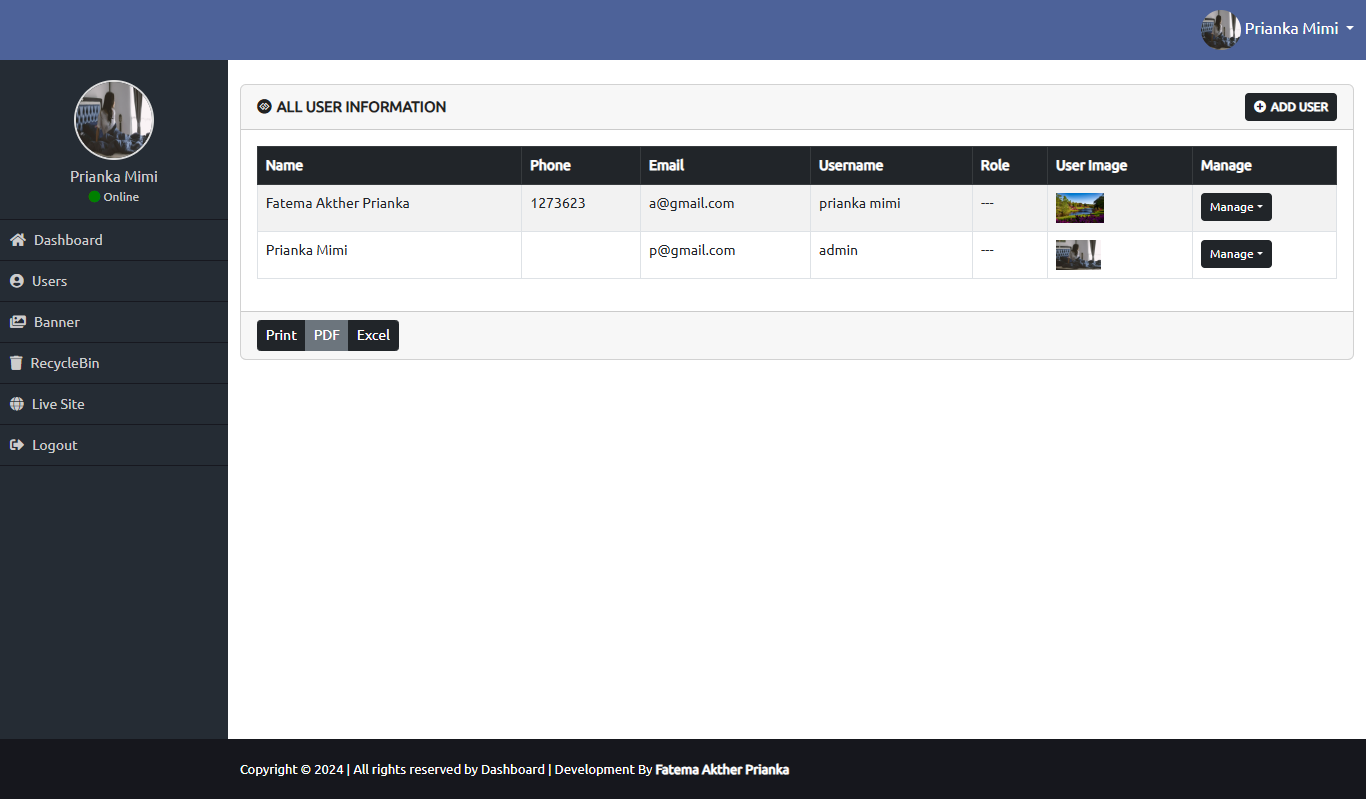 Prianka Mimi
Prianka Mimi
Online
Dashboard
Users
Banner
RecycleBin
Live Site
Logout
ALL USER INFORMATION
ADD USER
Name Phone Email Username Role User Image Manage
Fatema Akther Prianka 1273623 a@gmail.com prianka mimi --- Manage
Prianka Mimi p@gmail.com admin --- Manage
Print PDF Excel
Copyright © 2024 | All rights reserved by Dashboard | Development By Fatema Akther Prianka